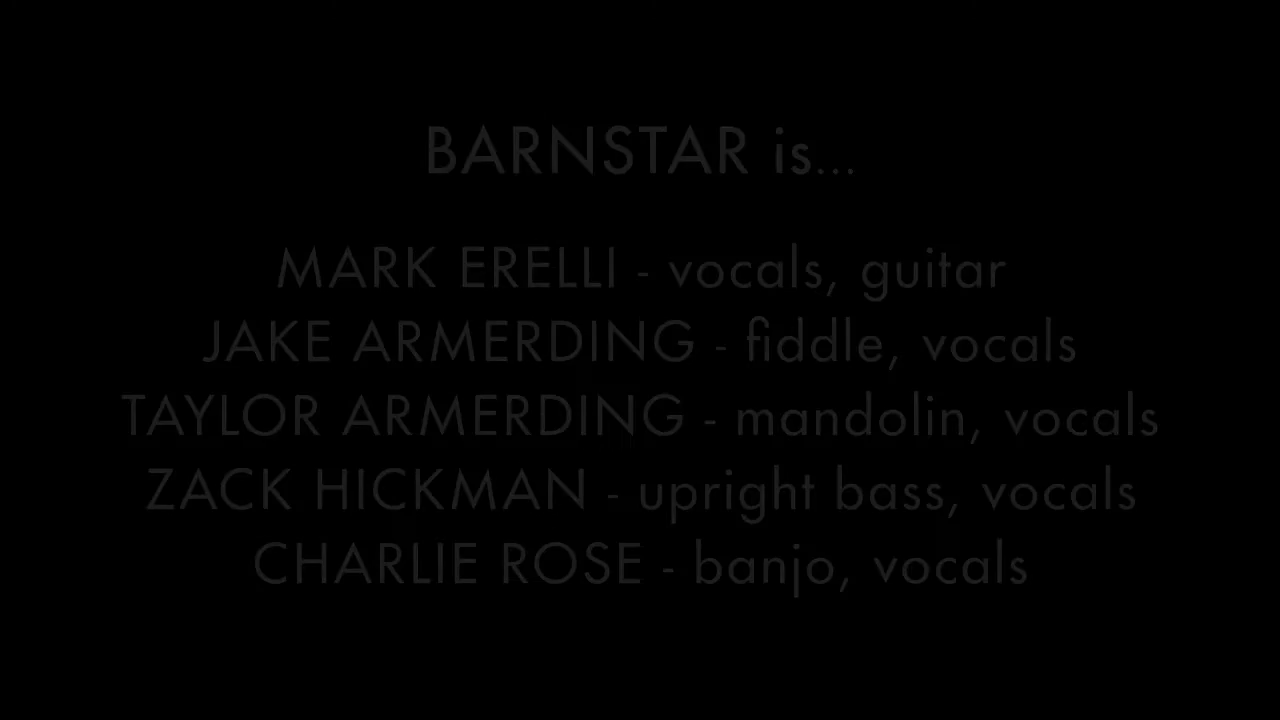 BARNSTAR is...
MARK ERELLI - vocals, guitar
JAKE ARMERDING - fiddle, vocals
TAYLOR ARMERDING - mandolin, vocals
ZACK HICKMAN - upright bass, vocals
CHARLIE ROSE - banjo, vocals